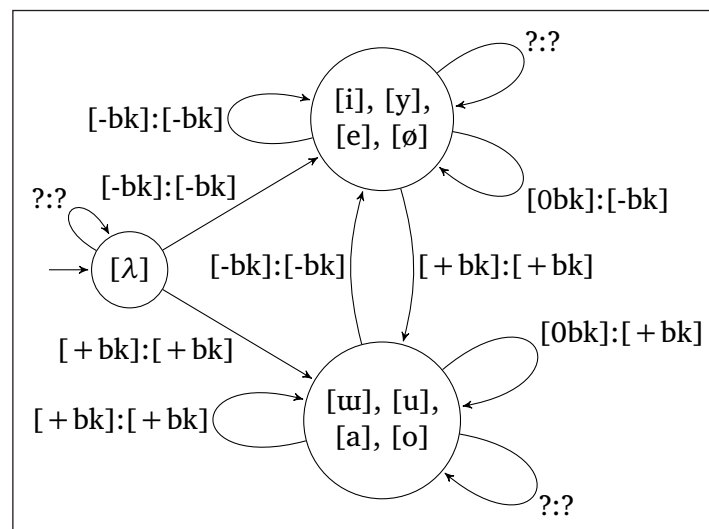 ?:?
[i], [y],
[e], [ø]
[-bk]:[-bk]
[0bk]:[-bk]
[-bk]:[-bk]
?:?
[λ]
[-bk]:[-bk]
[+bk]:[+bk]
[+bk]:[+bk]
[0bk]:[+bk]
[ɯ], [u],
[a], [o]
[+bk]:[+bk]
?:?